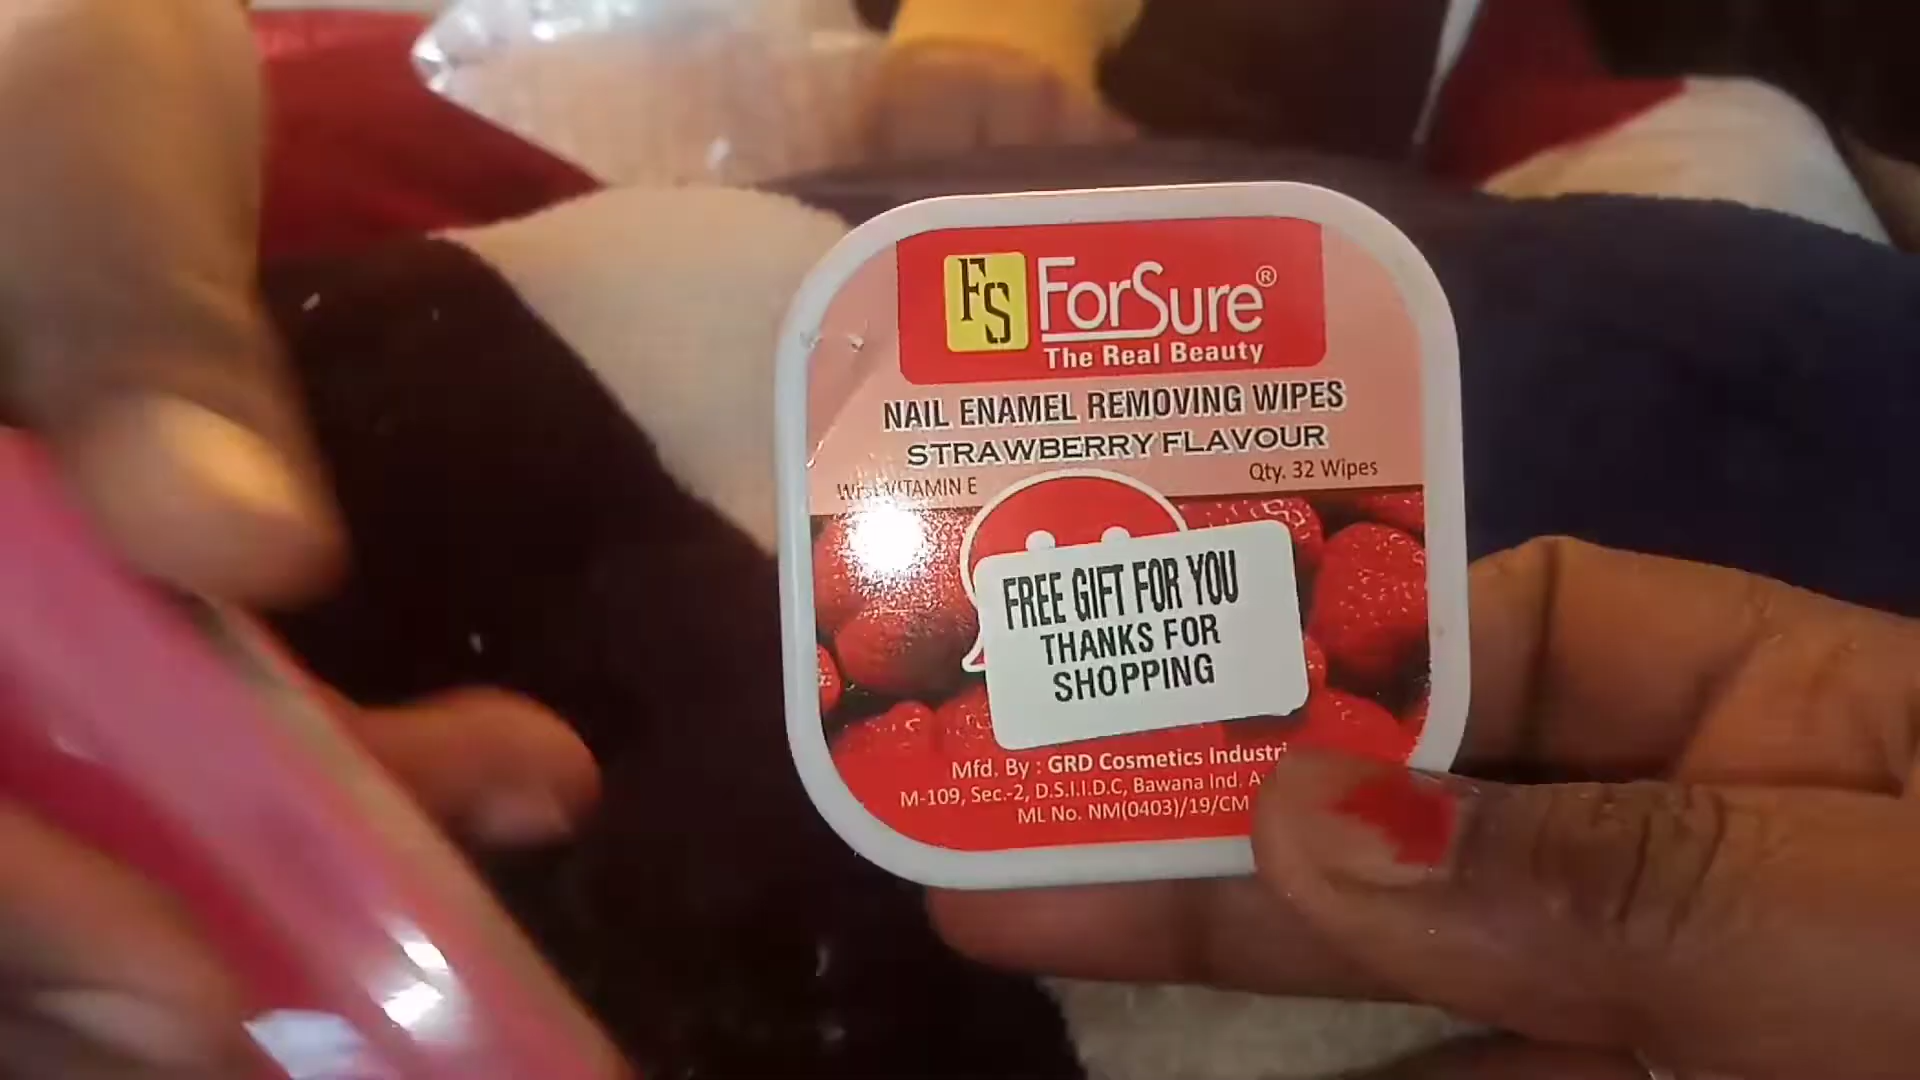 FS ForSure®
The Real Beauty
NAIL ENAMEL REMOVING WIPES
STRAWBERRY FLAVOUR
Qty. 32 Wipes
VITAMIN E
FREE GIFT FOR YOU
THANKS FOR
SHOPPING
Mfd. By : GRD Cosmetics
M-109, Sec.-2, D.S.I.I.D.C, Bawana Ind.
ML No. NM(0403)/19/CM